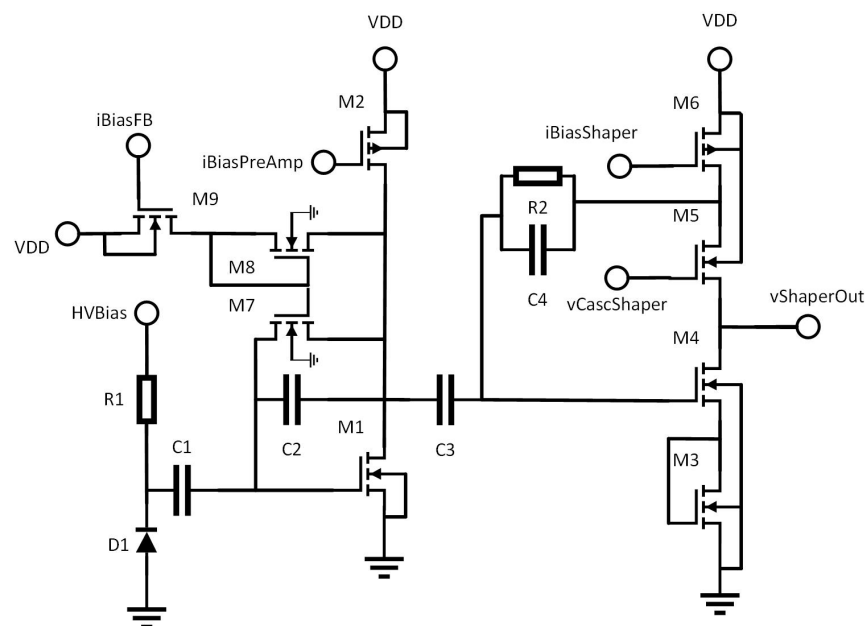 VDD
VDD
M2
M6
iBiasFB
iBiasShaper
iBiasPreAmp
M9
R2
M5
VDD
M8
M7
C4
vCascShaper
vShaperOut
HVBias
M4
R1
C1
C2
M1
C3
M3
D1